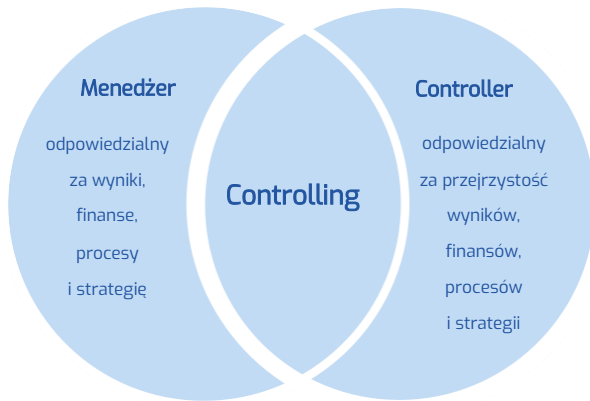 Menedżer
odpowiedzialny
za wyniki,
finanse,
procesy
i strategię
Controlling
Controller
odpowiedzialny
za przejrzystość
wyników,
finansów,
procesów
i strategii